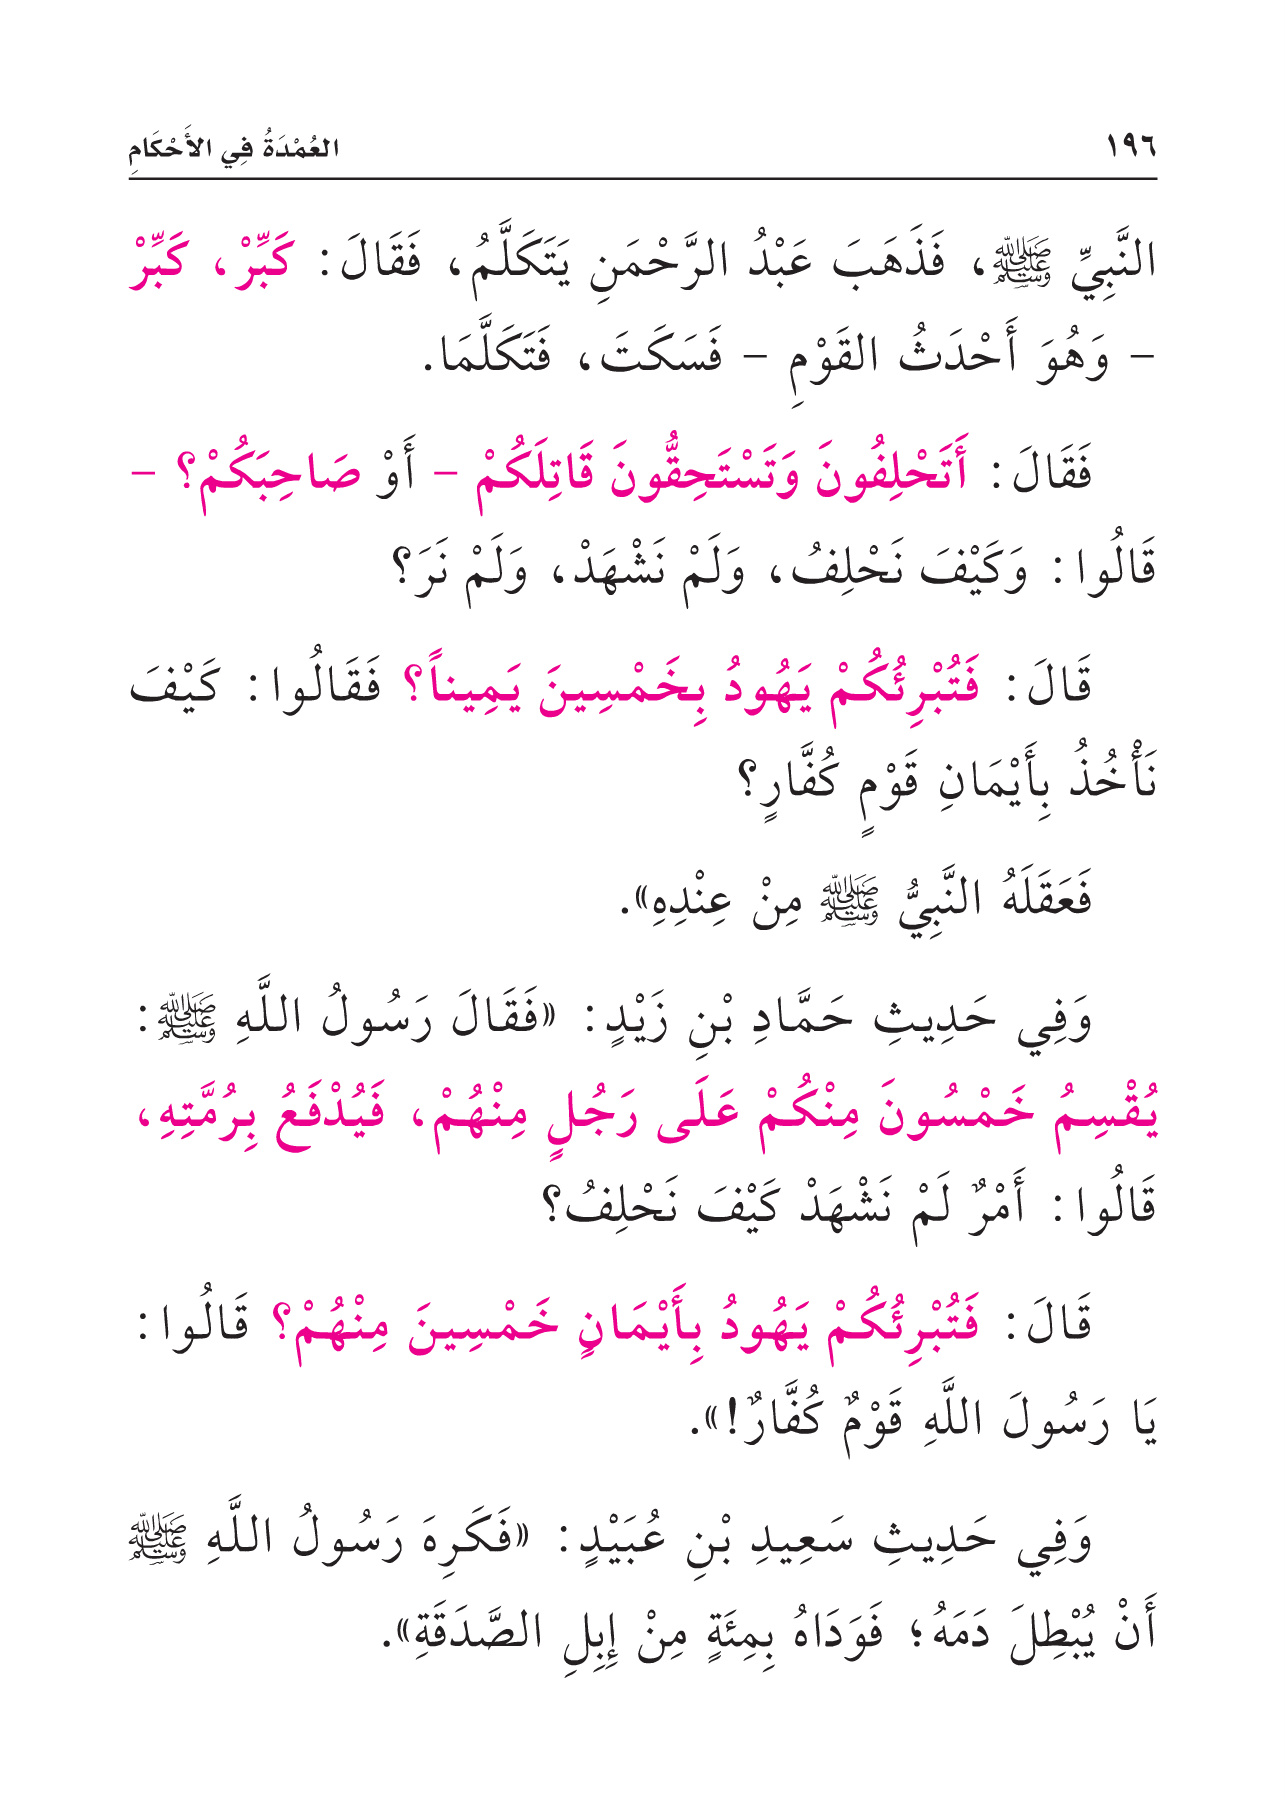 ١٩٦ العُمْدَةُ فِي الأَحْكَامِ
النَّبِيِّ ﷺ، فَذَهَبَ عَبْدُ الرَّحْمَنِ يَتَكَلَّمُ، فَقَالَ: كَبِّرْ، كَبِّرْ
– وَهُوَ أَحْدَثُ القَوْمِ – فَسَكَتَ، فَتَكَلَّمَا.
فَقَالَ: أَتَحْلِفُونَ وَتَسْتَحِقُّونَ قَاتِلَكُمْ – أَوْ صَاحِبَكُمْ؟ –
قَالُوا: وَكَيْفَ نَحْلِفُ، وَلَمْ نَشْهَدْ، وَلَمْ نَرَ؟
قَالَ: فَتُبْرِئُكُمْ يَهُودُ بِخَمْسِينَ يَمِيناً؟ فَقَالُوا: كَيْفَ
نَأْخُذُ بِأَيْمَانِ قَوْمٍ كُفَّارٍ؟
فَعَقَلَهُ النَّبِيُّ ﷺ مِنْ عِنْدِهِ».
وَفِي حَدِيثِ حَمَّادِ بْنِ زَيْدٍ: «فَقَالَ رَسُولُ اللَّهِ ﷺ:
يُقْسِمُ خَمْسُونَ مِنْكُمْ عَلَى رَجُلٍ مِنْهُمْ، فَيُدْفَعُ بِرُمَّتِهِ،
قَالُوا: أَمْرٌ لَمْ نَشْهَدْ كَيْفَ نَحْلِفُ؟
قَالَ: فَتُبْرِئُكُمْ يَهُودُ بِأَيْمَانِ خَمْسِينَ مِنْهُمْ؟ قَالُوا:
يَا رَسُولَ اللَّهِ قَوْمٌ كُفَّارٌ!».
وَفِي حَدِيثِ سَعِيدِ بْنِ عُبَيْدٍ: «فَكَرِهَ رَسُولُ اللَّهِ ﷺ
أَنْ يُبْطِلَ دَمَهُ؛ فَوَدَاهُ بِمِئَةٍ مِنْ إِبِلِ الصَّدَقَةِ».